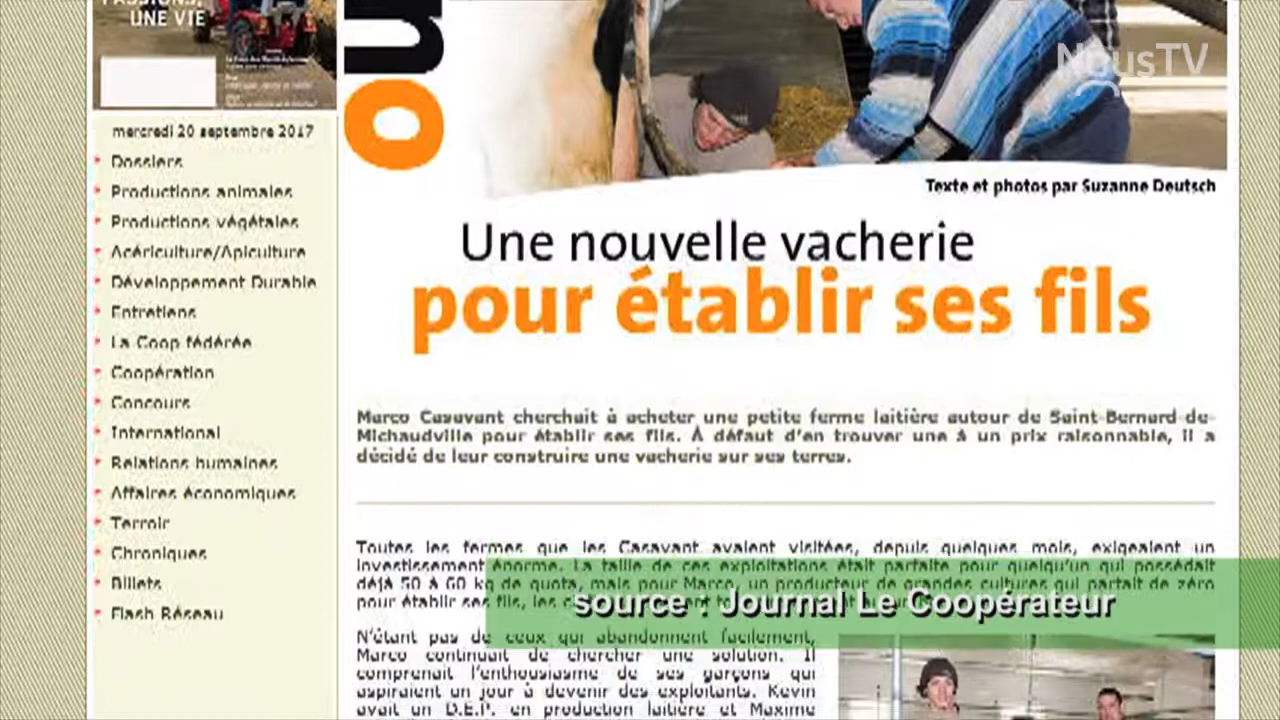 PASSIONS.
UNE VIE
NousTV
ou
mercredi 20 septembre 2017
Dossiers
Productions animales
Productions végétales
Acériculture/Apiculture
Développement Durable
Entretiens
La Coop fédérée
Coopération
Concours
International
Relations humaines
Affaires économiques
Terroir
Chroniques
Billets
Flash Réseau
Texte et photos par Suzanne Deutsch
Une nouvelle vacherie
pour établir ses fils
Marco Casavant cherchait à acheter une petite ferme laitière autour de Saint-Bernard-de-
Michaudville pour établir ses fils. À défaut d'en trouver une à un prix raisonnable, il a
décidé de leur construire une vacherie sur ses terres.
Toutes les fermes que les Casavant avaient visitées, depuis quelques mois, exigeaient un
investissement énorme. La taille de ces exploitations était parfaite pour quelqu'un qui possédait
déjà 50 à 60 kg de quota, mais pour Marco, un producteur de grandes cultures qui partait de zéro
pour établir ses fils, les
source : Journal Le Coopérateur
N'étant pas de ceux qui abandonnent facilement,
Marco continuait de chercher une solution. Il
comprenait l'enthousiasme de ses garçons qui
aspiraient un jour à devenir des exploitants. Kevin
avait un D.E.P. en production laitière et Maxime